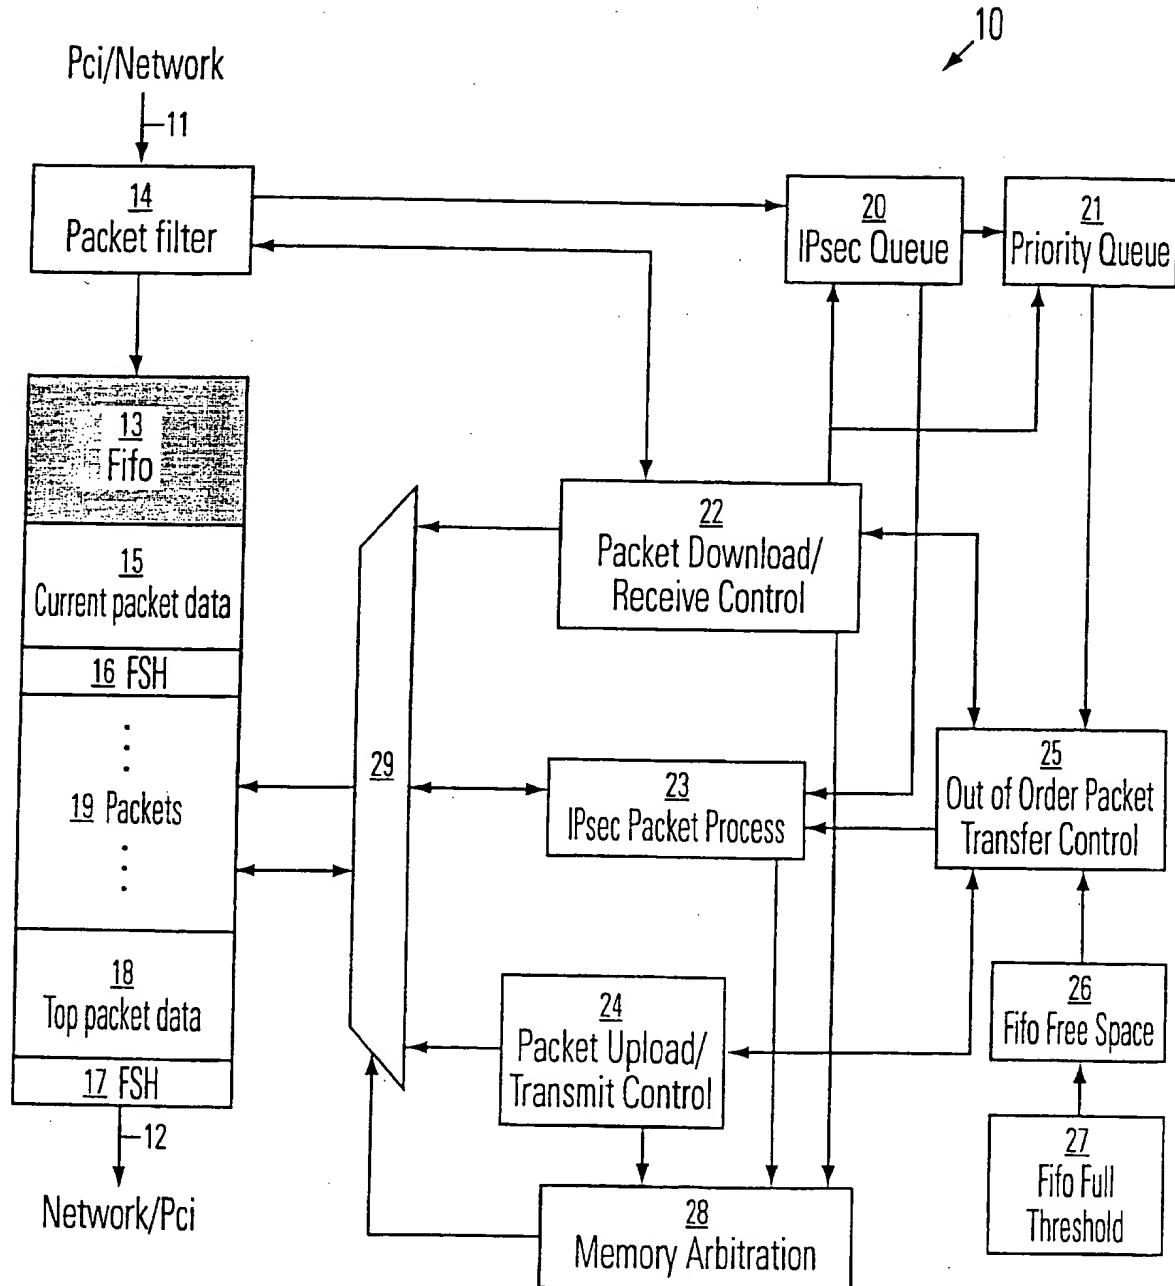 10
Pci/Network
11
14
Packet filter
20
IPsec Queue
21
Priority Queue
13
Fifo
15
Current packet data
16 FSH
19 Packets
18
Top packet data
17 FSH
12
Network/Pci
29
22
Packet Download/
Receive Control
23
IPsec Packet Process
24
Packet Upload/
Transmit Control
25
Out of Order Packet
Transfer Control
26
Fifo Free Space
27
Fifo Full
Threshold
28
Memory Arbitration